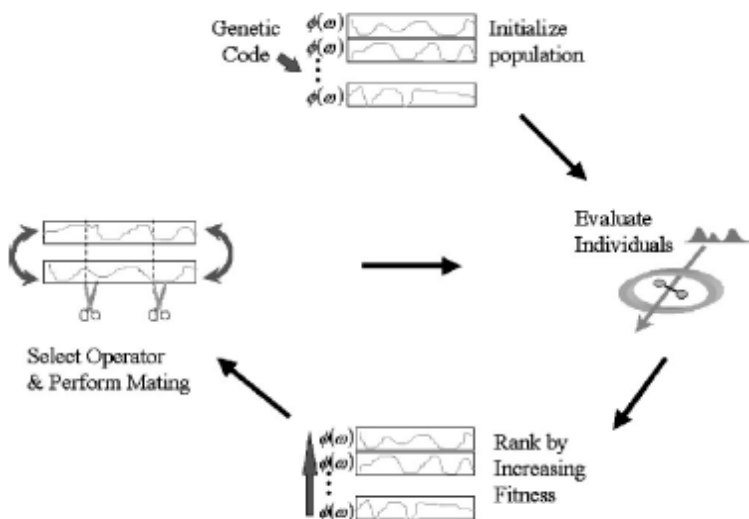 Genetic
Code
ϕ(ω)
ϕ(ω)
ϕ(ω)
Initialize
population
Evaluate
Individuals
Select Operator
& Perform Mating
ϕ(ω)
ϕ(ω)
ϕ(ω)
Rank by
Increasing
Fitness